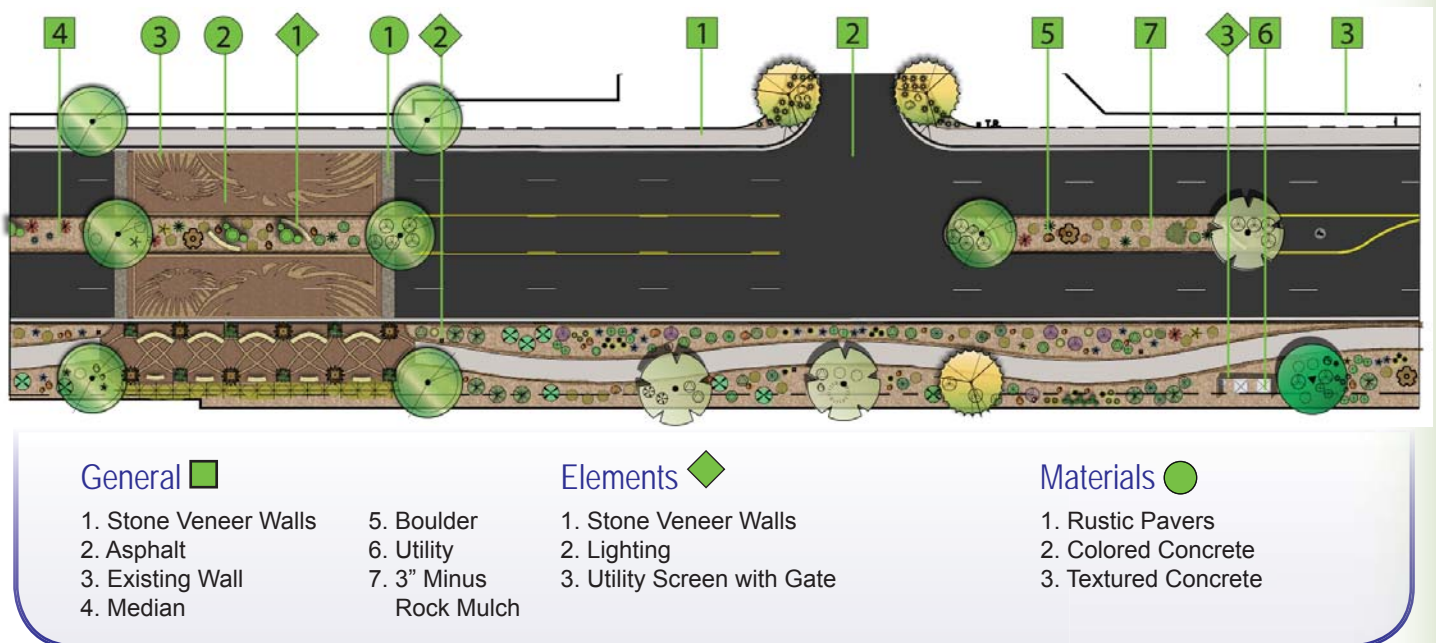 4 3 2 1 1 2 1 2 5 7 3 6 3
T.R.
General
1. Stone Veneer Walls
2. Asphalt
3. Existing Wall
4. Median
5. Boulder
6. Utility
7. 3” Minus
Rock Mulch
Elements
1. Stone Veneer Walls
2. Lighting
3. Utility Screen with Gate
Materials
1. Rustic Pavers
2. Colored Concrete
3. Textured Concrete